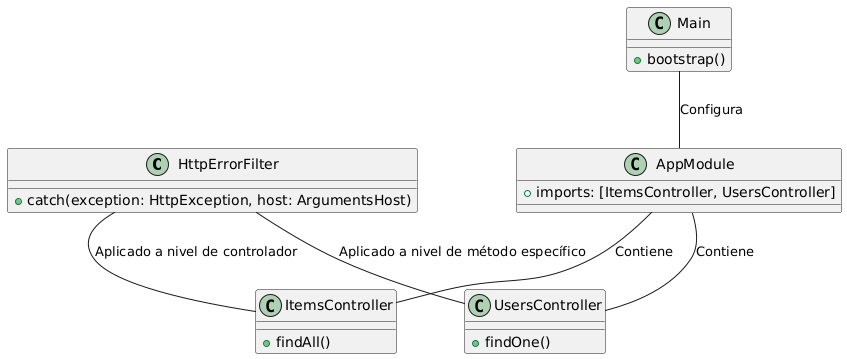 C Main
bootstrap()
Configura
C HttpErrorFilter
catch(exception: HttpException, host: ArgumentsHost)
C AppModule
imports: [ItemsController, UsersController]
Aplicado a nivel de controlador
Aplicado a nivel de método específico
Contiene
Contiene
C ItemsController
findAll()
C UsersController
findOne()